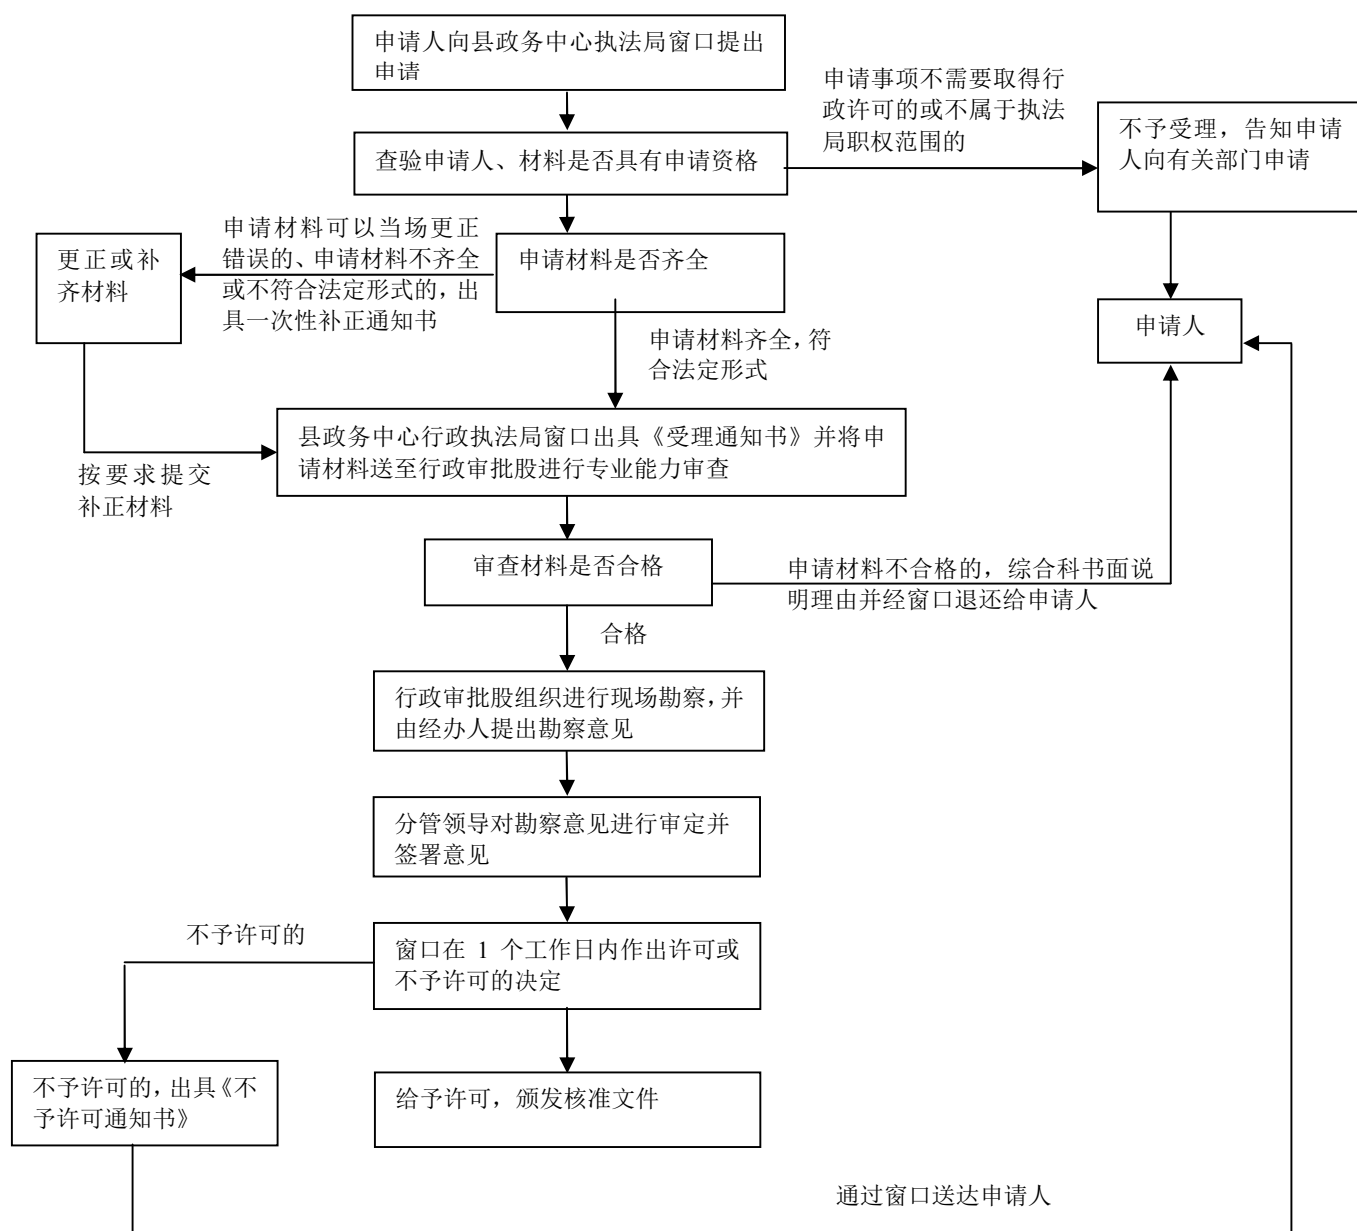 申请人向县政务中心执法局窗口提出
申请
申请事项不需要取得行
政许可的或不属于执法
局职权范围的
不予受理，告知申请
人向有关部门申请
查验申请人、材料是否具有申请资格
申请材料可以当场更正
错误的、申请材料不齐全
或不符合法定形式的，出
具一次性补正通知书
更正或补
齐材料
申请材料是否齐全
申请人
申请材料齐全，符
合法定形式
县政务中心行政执法局窗口出具《受理通知书》并将申
请材料送至行政审批股进行专业能力审查
按要求提交
补正材料
审查材料是否合格
申请材料不合格的，综合科书面说
明理由并经窗口退还给申请人
合格
行政审批股组织进行现场勘察，并
由经办人提出勘察意见
分管领导对勘察意见进行审定并
签署意见
不予许可的
窗口在 1 个工作日内作出许可或
不予许可的决定
不予许可的，出具《不
予许可通知书》
给予许可，颁发核准文件
通过窗口送达申请人